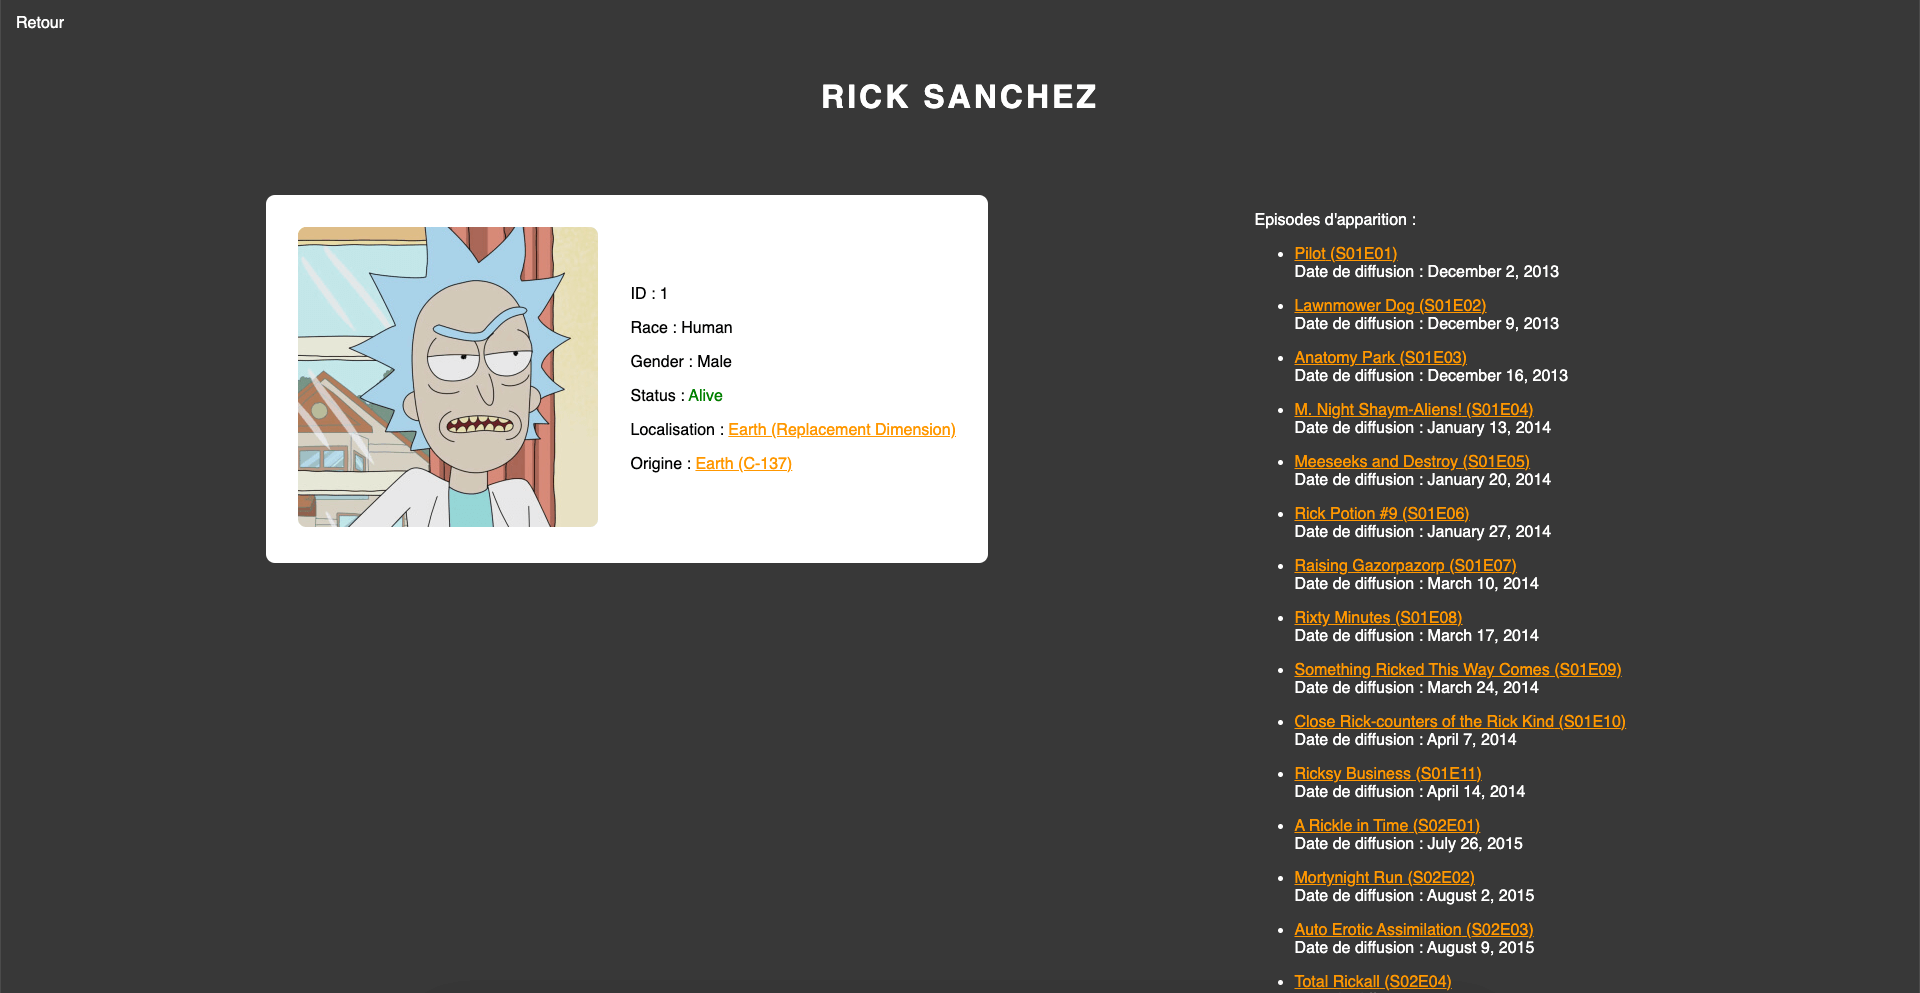 Retour
RICK SANCHEZ
ID : 1
Race : Human
Gender : Male
Status : Alive
Localisation : Earth (Replacement Dimension)
Origine : Earth (C-137)
Episodes d'apparition :
Pilot (S01E01)
Date de diffusion : December 2, 2013
Lawnmower Dog (S01E02)
Date de diffusion : December 9, 2013
Anatomy Park (S01E03)
Date de diffusion : December 16, 2013
M. Night Shaym-Aliens! (S01E04)
Date de diffusion : January 13, 2014
Meeseeks and Destroy (S01E05)
Date de diffusion : January 20, 2014
Rick Potion #9 (S01E06)
Date de diffusion : January 27, 2014
Raising Gazorpazorp (S01E07)
Date de diffusion : March 10, 2014
Rixty Minutes (S01E08)
Date de diffusion : March 17, 2014
Something Ricked This Way Comes (S01E09)
Date de diffusion : March 24, 2014
Close Rick-counters of the Rick Kind (S01E10)
Date de diffusion : April 7, 2014
Ricksy Business (S01E11)
Date de diffusion : April 14, 2014
A Rickle in Time (S02E01)
Date de diffusion : July 26, 2015
Mortynight Run (S02E02)
Date de diffusion : August 2, 2015
Auto Erotic Assimilation (S02E03)
Date de diffusion : August 9, 2015
Total Rickall (S02E04)